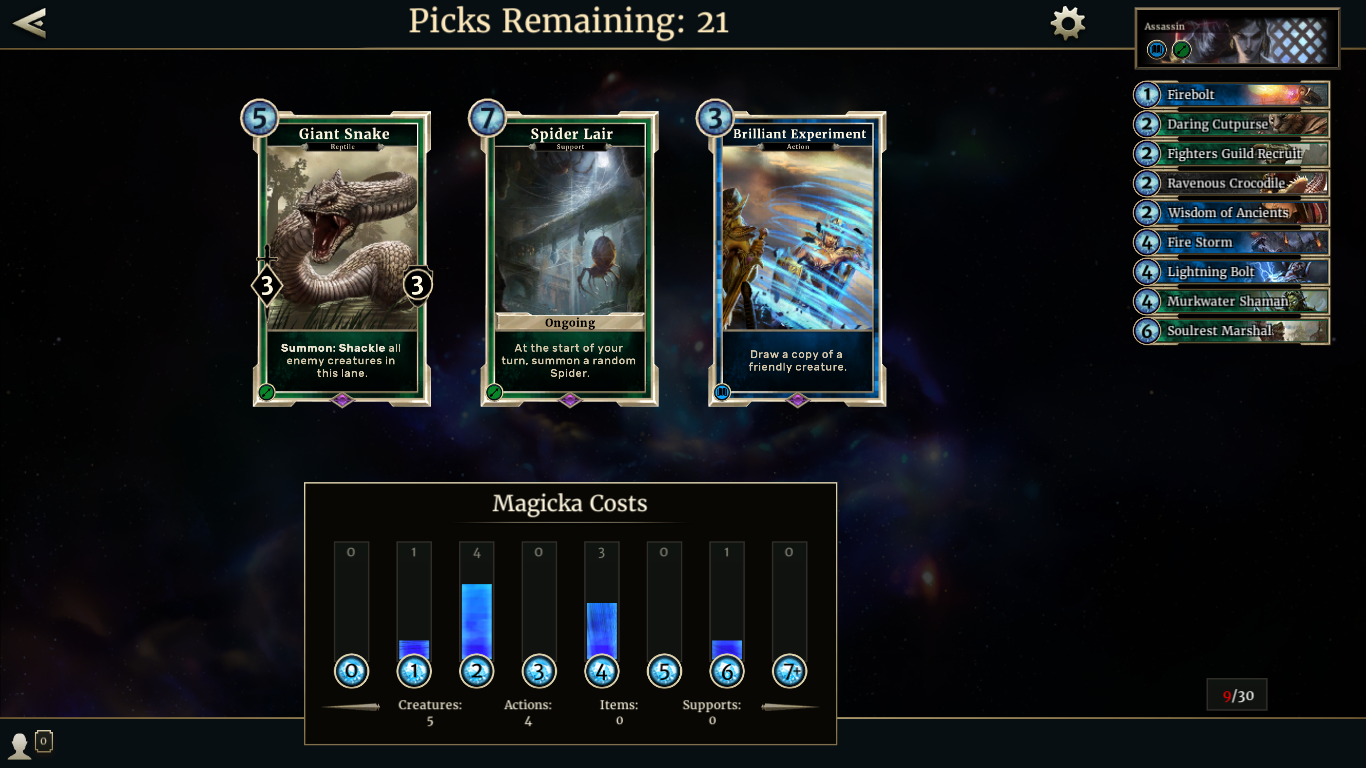 Picks Remaining: 21
Assassin
5
Giant Snake
Reptile
3
3
Summon: Shackle all
enemy creatures in
this lane.
7
Spider Lair
Support
Ongoing
At the start of your
turn, summon a random
Spider.
3
Brilliant Experiment
Action
Draw a copy of a
friendly creature.
1 Firebolt
2 Daring Cutpurse
2 Fighters Guild Recruit
2 Ravenous Crocodile
2 Wisdom of Ancients
4 Fire Storm
4 Lightning Bolt
4 Murkwater Shaman
6 Soulrest Marshal
Magicka Costs
0 1 4 0 3 0 1 0
0 1 2 3 4 5 6 7+
Creatures: Actions: Items: Supports:
5 4 0 0
9/30
0